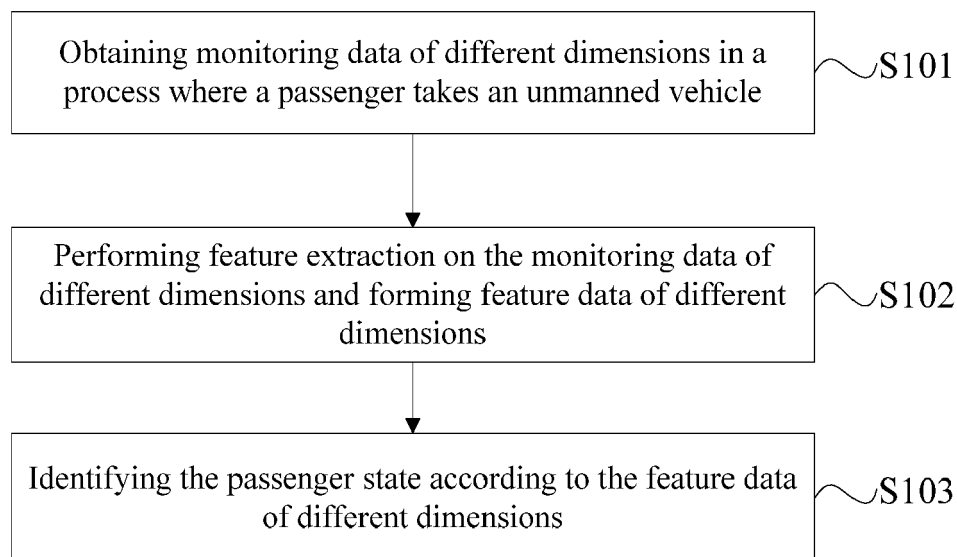 Obtaining monitoring data of different dimensions in a
process where a passenger takes an unmanned vehicle
S101
Performing feature extraction on the monitoring data of
different dimensions and forming feature data of different
dimensions
S102
Identifying the passenger state according to the feature data
of different dimensions
S103